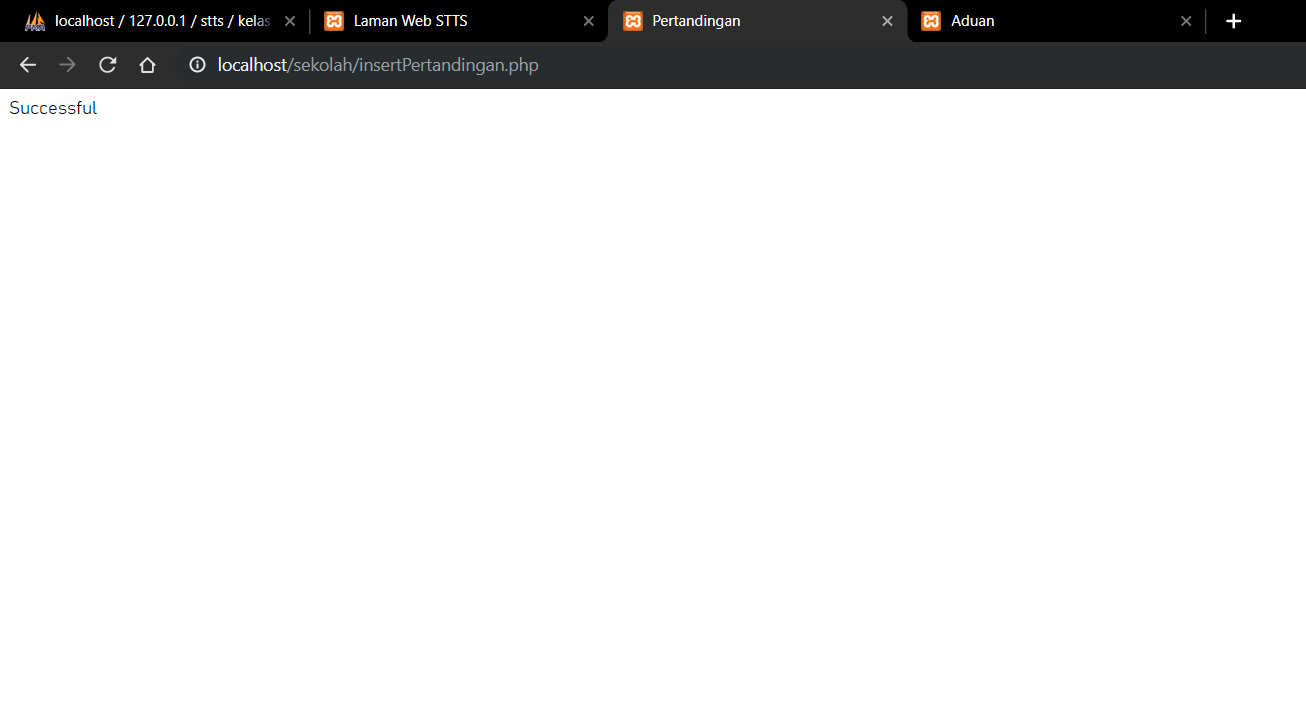 localhost / 127.0.0.1 / stts / kelas
Laman Web STTS
Pertandingan
Aduan
localhost/sekolah/insertPertandingan.php
Successful